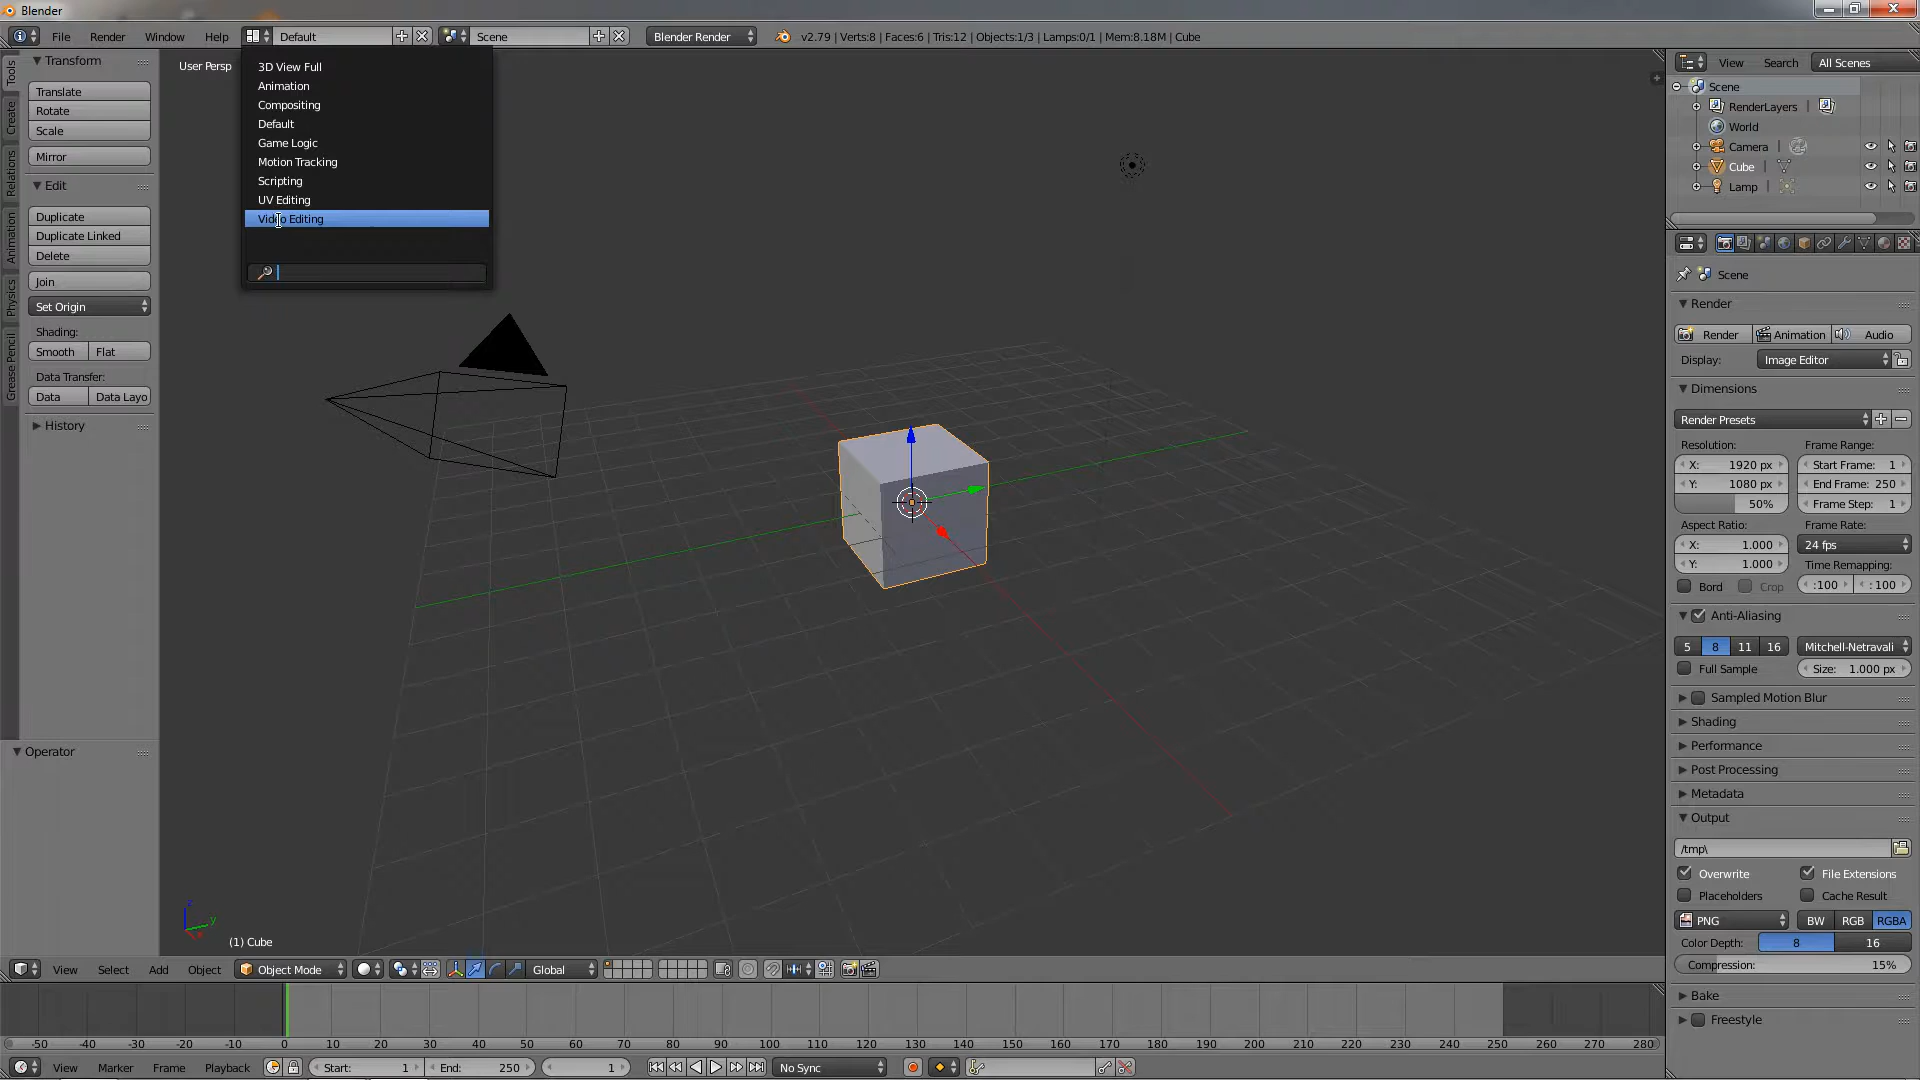 Blender
File Render Window Help Default Scene Blender Render v2.79 | Verts:8 | Faces:6 | Tris:12 | Objects:1/3 | Lamps:0/1 | Mem:8.18M | Cube
3D View Full
Animation
Compositing
Default
Game Logic
Motion Tracking
Scripting
UV Editing
Video Editing
Tools
Create
Relations
Animation
Physics
Grease Pencil
Transform
Translate
Rotate
Scale
Mirror
Edit
Duplicate
Duplicate Linked
Delete
Join
Set Origin
Shading:
Smooth Flat
Data Transfer:
Data Data Layo
History
Operator
User Persp
z
y
x
(1) Cube
View Select Add Object Object Mode Global
-50 -40 -30 -20 -10 0 10 20 30 40 50 60 70 80 90 100 110 120 130 140 150 160 170 180 190 200 210 220 230 240 250 260 270 280
View Marker Frame Playback Start: 1 End: 250 1 No Sync
View Search All Scenes
Scene
RenderLayers
World
Camera
Cube
Lamp
Scene
Render
Render Animation Audio
Display: Image Editor
Dimensions
Render Presets
Resolution: Frame Range:
X: 1920 px Start Frame: 1
Y: 1080 px End Frame: 250
50% Frame Step: 1
Aspect Ratio: Frame Rate:
X: 1.000 24 fps
Y: 1.000 Time Remapping:
Bord Crop :100 : 100
Anti-Aliasing
5 8 11 16 Mitchell-Netravali
Full Sample Size: 1.000 px
Sampled Motion Blur
Shading
Performance
Post Processing
Metadata
Output
/tmp\
Overwrite File Extensions
Placeholders Cache Result
PNG BW RGB RGBA
Color Depth: 8 16
Compression: 15%
Bake
Freestyle